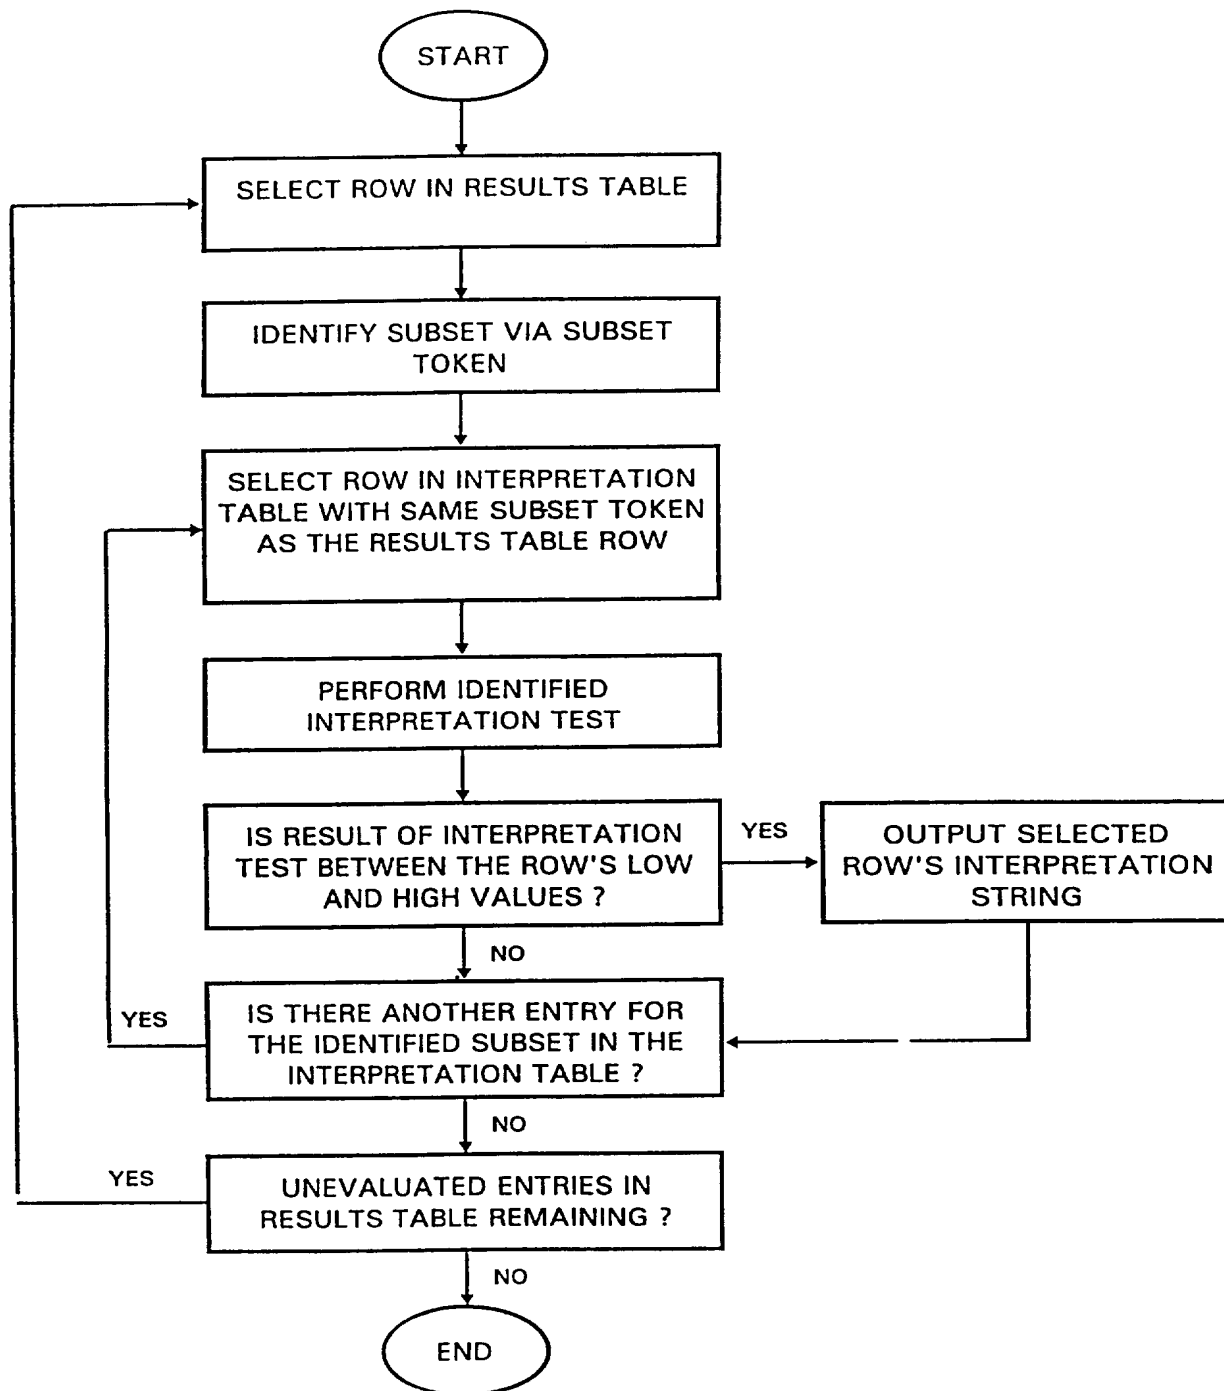 START
SELECT ROW IN RESULTS TABLE
IDENTIFY SUBSET VIA SUBSET
TOKEN
SELECT ROW IN INTERPRETATION
TABLE WITH SAME SUBSET TOKEN
AS THE RESULTS TABLE ROW
PERFORM IDENTIFIED
INTERPRETATION TEST
IS RESULT OF INTERPRETATION
TEST BETWEEN THE ROW'S LOW
AND HIGH VALUES ?
YES
OUTPUT SELECTED
ROW'S INTERPRETATION
STRING
NO
IS THERE ANOTHER ENTRY FOR
THE IDENTIFIED SUBSET IN THE
INTERPRETATION TABLE ?
YES
NO
UNEVALUATED ENTRIES IN
RESULTS TABLE REMAINING ?
YES
NO
END